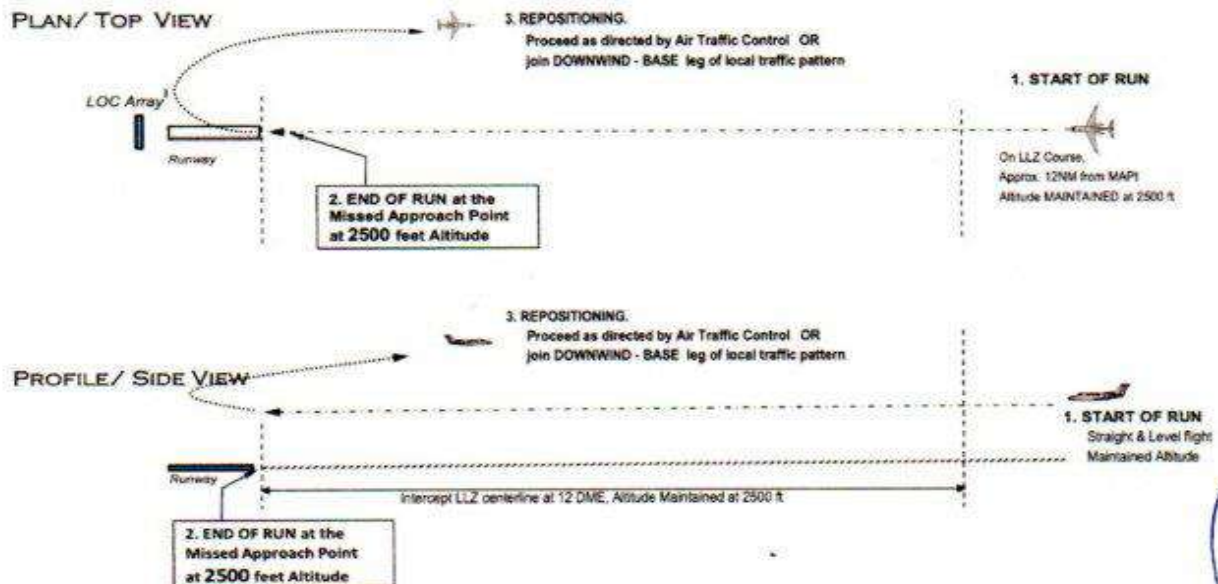 PLAN/ TOP VIEW
3. REPOSITIONING.
Proceed as directed by Air Traffic Control OR
join DOWNWIND - BASE leg of local traffic pattern
1. START OF RUN
LOC Array
Runway
On LLZ Course,
Approx. 12NM from MAPt
Altitude MAINTAINED at 2500 ft
2. END OF RUN at the
Missed Approach Point
at 2500 feet Altitude
3. REPOSITIONING.
Proceed as directed by Air Traffic Control OR
join DOWNWIND - BASE leg of local traffic pattern
PROFILE/ SIDE VIEW
1. START OF RUN
Straight & Level flight
Maintained Altitude
Runway
Intercept LLZ centerline at 12 DME, Altitude Maintained at 2500 ft
2. END OF RUN at the
Missed Approach Point
at 2500 feet Altitude